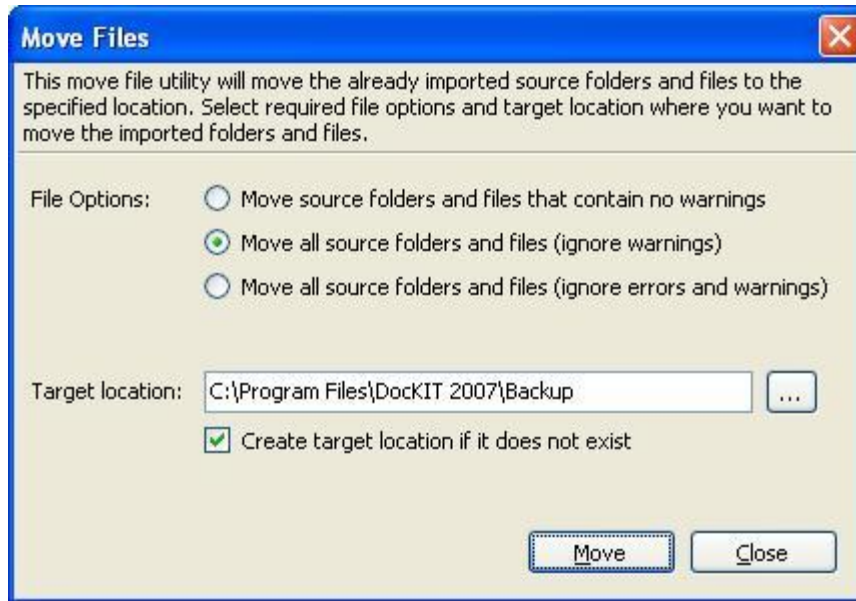 Move Files
This move file utility will move the already imported source folders and files to the
specified location. Select required file options and target location where you want to
move the imported folders and files.
File Options:
Move source folders and files that contain no warnings
Move all source folders and files (ignore warnings)
Move all source folders and files (ignore errors and warnings)
Target location: C:\Program Files\DocKIT 2007\Backup ...
Create target location if it does not exist
Move Close